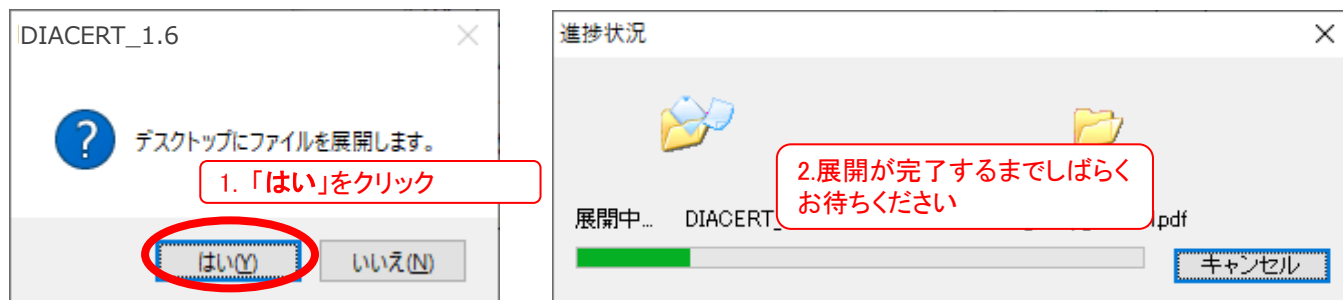 DIACERT_1.6
デスクトップにファイルを展開します。
1. 「はい」をクリック
はい(Y)
いいえ(N)
進捗状況
2.展開が完了するまでしばらく
お待ちください
展開中... DIACERT_ .pdf
キャンセル